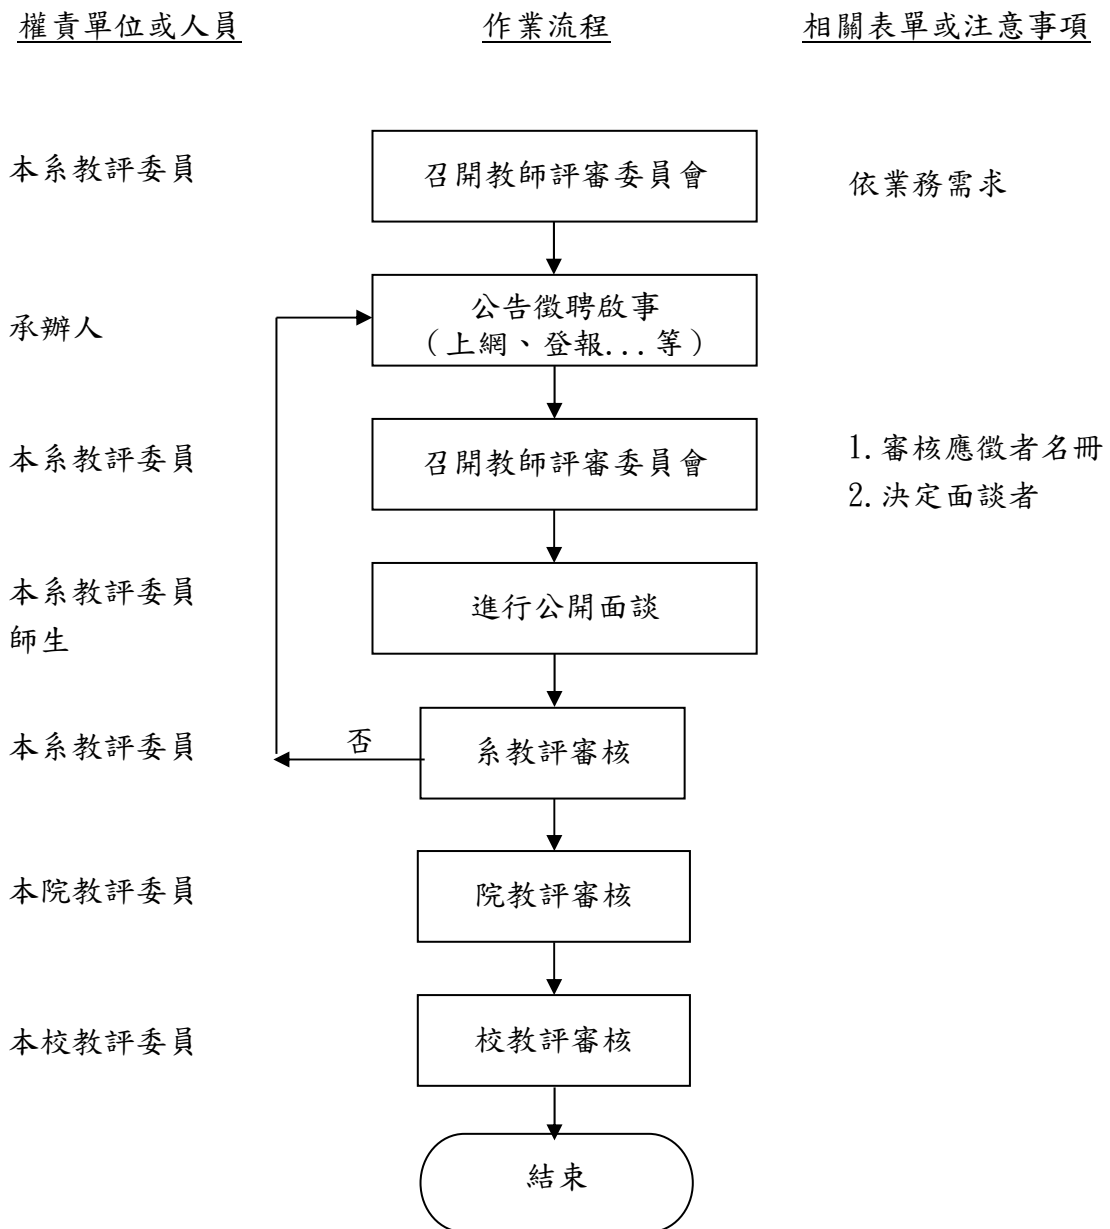 權責單位或人員 作業流程 相關表單或注意事項
本系教評委員 召開教師評審委員會 依業務需求
承辦人 公告徵聘啟事
（上網、登報...等）
本系教評委員 召開教師評審委員會 1.審核應徵者名冊
2.決定面談者
本系教評委員 進行公開面談
師生
本系教評委員 否 系教評審核
本院教評委員 院教評審核
本校教評委員 校教評審核
結束